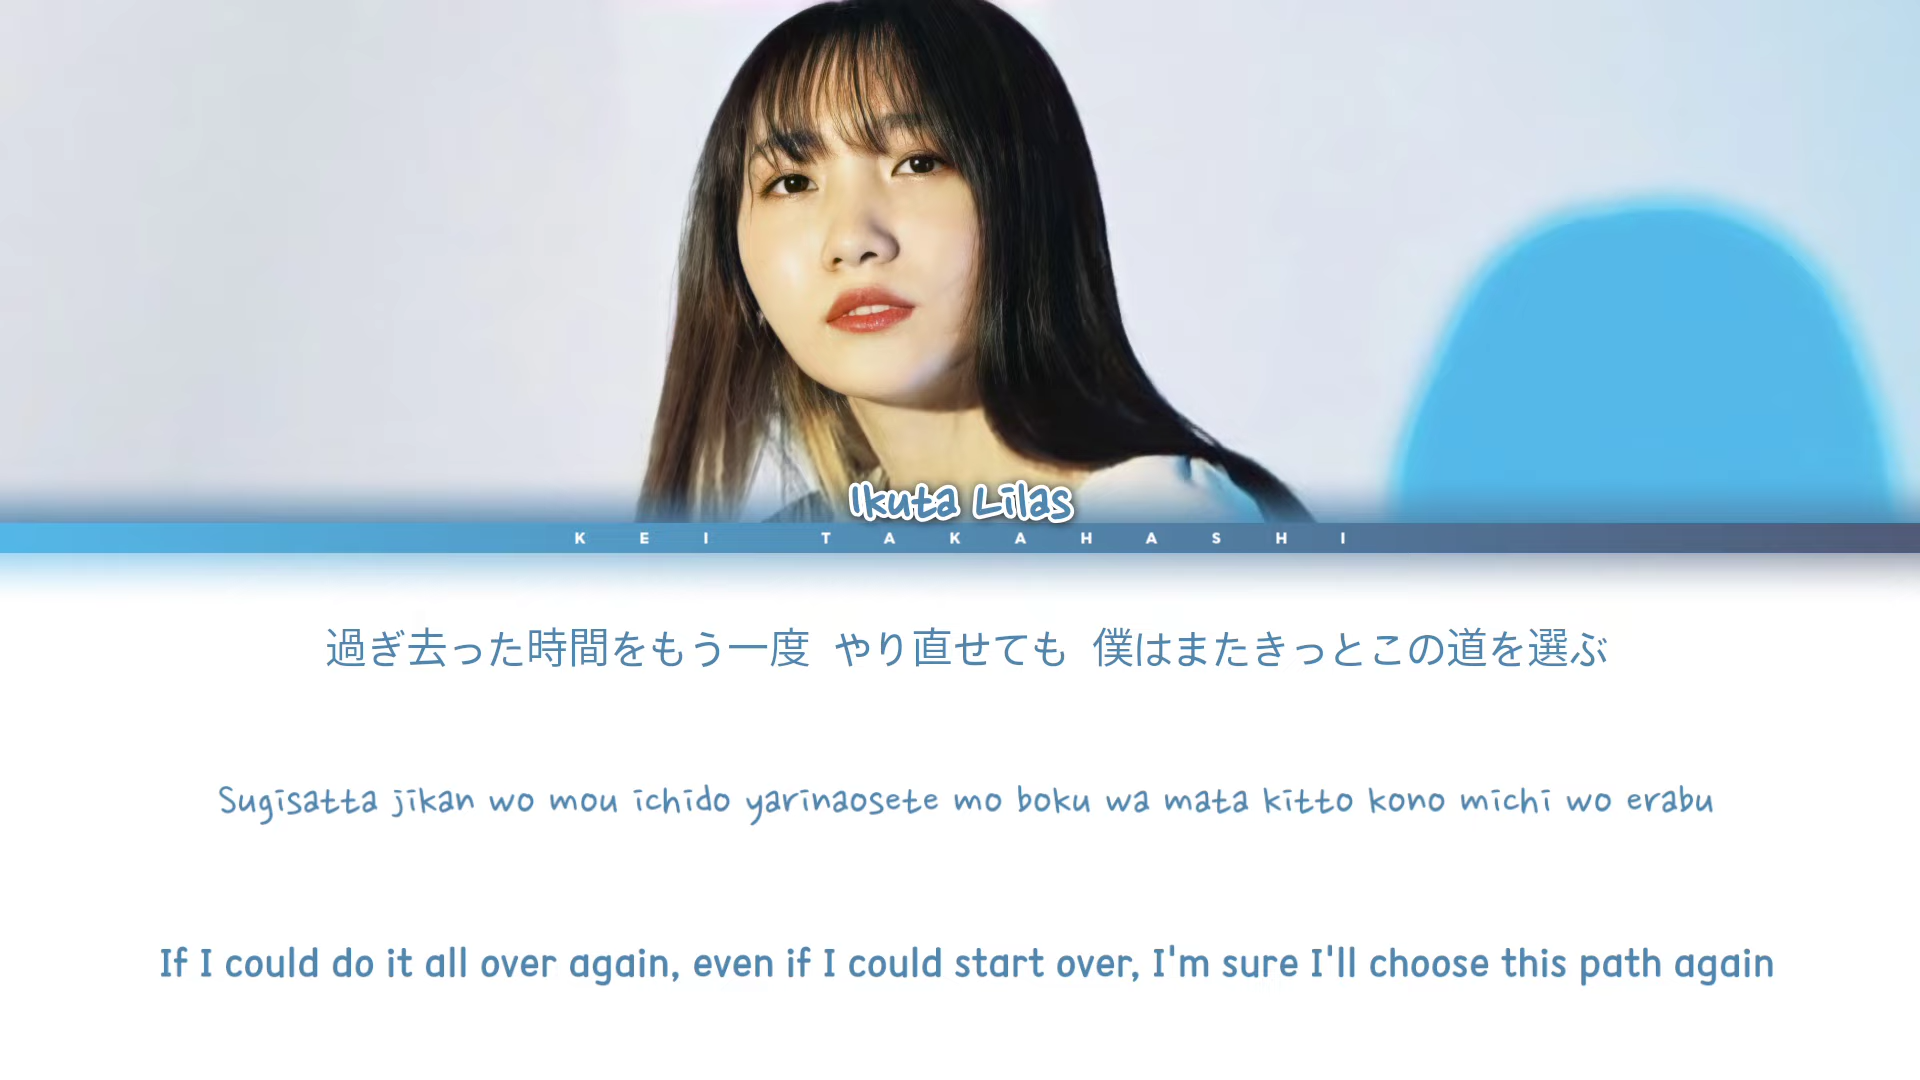 Ikuta Lilas
KEI TAKAHASHI
過ぎ去った時間をもう一度 やり直せても 僕はまたきっとこの道を選ぶ
Sugisatta jikan wo mou ichido yarinaosete mo boku wa mata kitto kono michi wo erabu
If I could do it all over again, even if I could start over, I'm sure I'll choose this path again